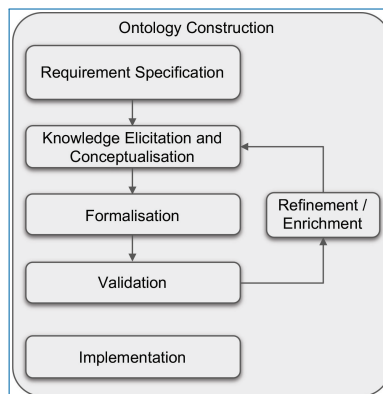 Ontology Construction
Requirement Specification
Knowledge Elicitation and
Conceptualisation
Formalisation
Refinement /
Enrichment
Validation
Implementation